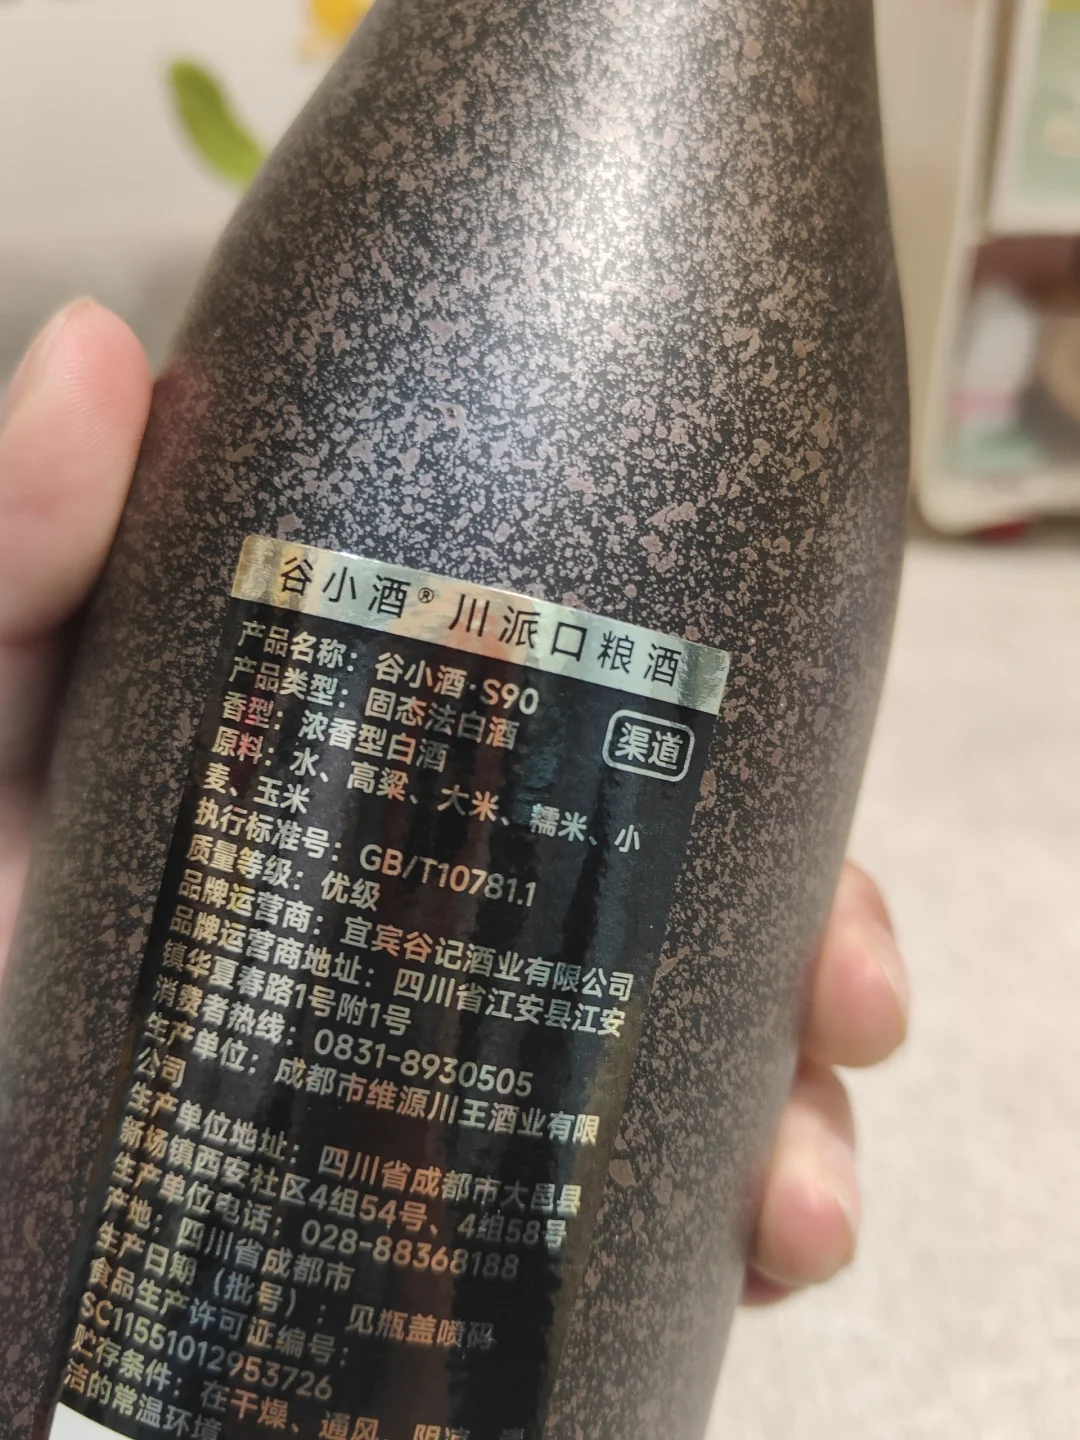 谷小酒® 川派口粮酒
产品名称：谷小酒·S90
产品类型：固态法白酒
渠道
香型：浓香型白酒
原料：水、高粱、大米、糯米、小
麦、玉米
执行标准号：GB/T10781.1
质量等级：优级
品牌运营商：宜宾谷记酒业有限公司
品牌运营商地址：四川省江安县江安
镇华夏春路1号附1号
消费者热线：0831-8930505
生产单位：成都市维源川王酒业有限
公司
生产单位地址：四川省成都市大邑县
新场镇西安社区4组54号、4组58号
生产单位电话：028-88368188
产地：四川省成都市
生产日期（批号）：见瓶盖喷码
食品生产许可证编号：
SC11551012953726
贮存条件：在干燥、通风、阴
洁的常温环境